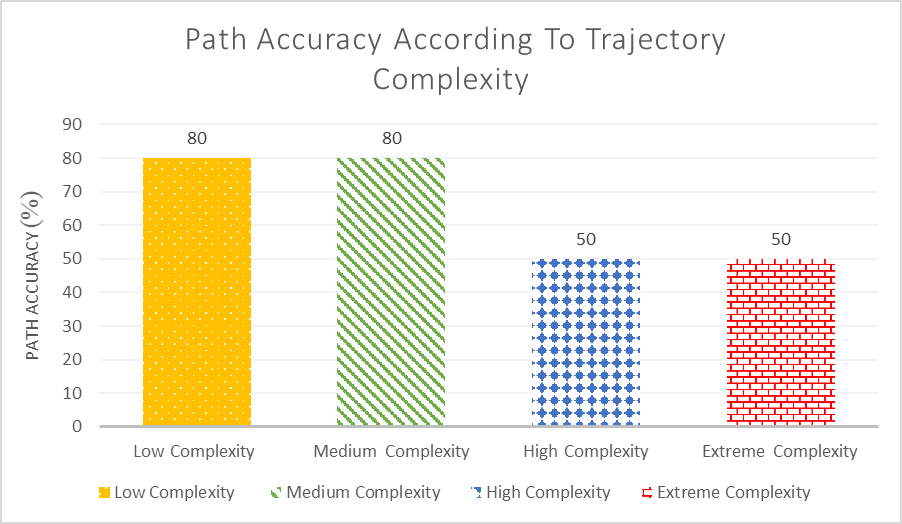 Path Accuracy According To Trajectory
Complexity
PATH ACCURACY (%)
90
80
70
60
50
40
30
20
10
0
80
80
50
50
Low Complexity
Medium Complexity
High Complexity
Extreme Complexity
Low Complexity
Medium Complexity
High Complexity
Extreme Complexity